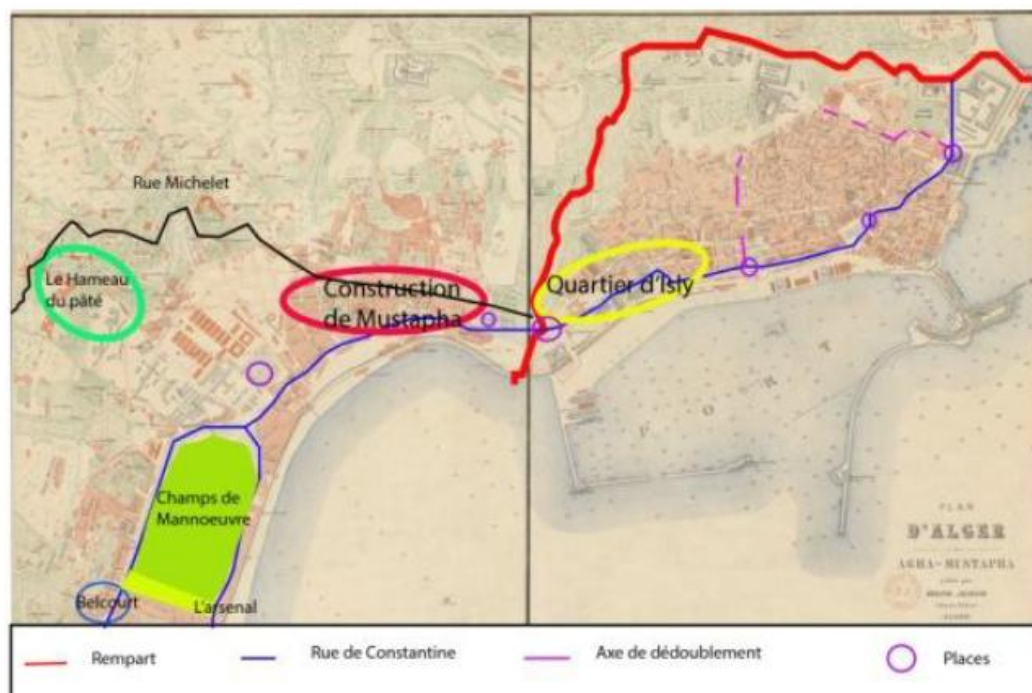 Rue Michelet
Le Hameau
du pâté
Construction
de Mustapha
Quartier d'Isly
PORT
Champs de
Mannoeuvre
Belcourt
L'arsenal
PLAN
D'ALGER
AGHA-MUSTAPHA
Rempart
Rue de Constantine
Axe de dédoublement
Places